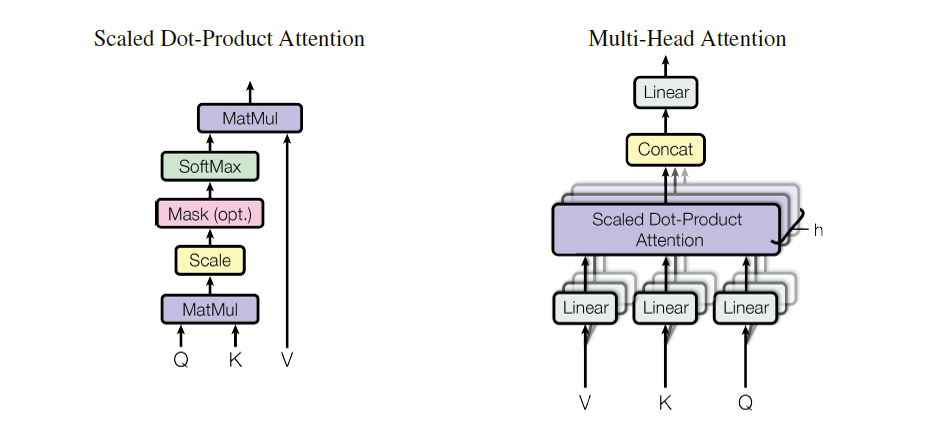 Scaled Dot-Product Attention
MatMul
SoftMax
Mask (opt.)
Scale
MatMul
Q K V
Multi-Head Attention
Linear
Concat
Scaled Dot-Product
Attention
h
Linear Linear Linear
V K Q